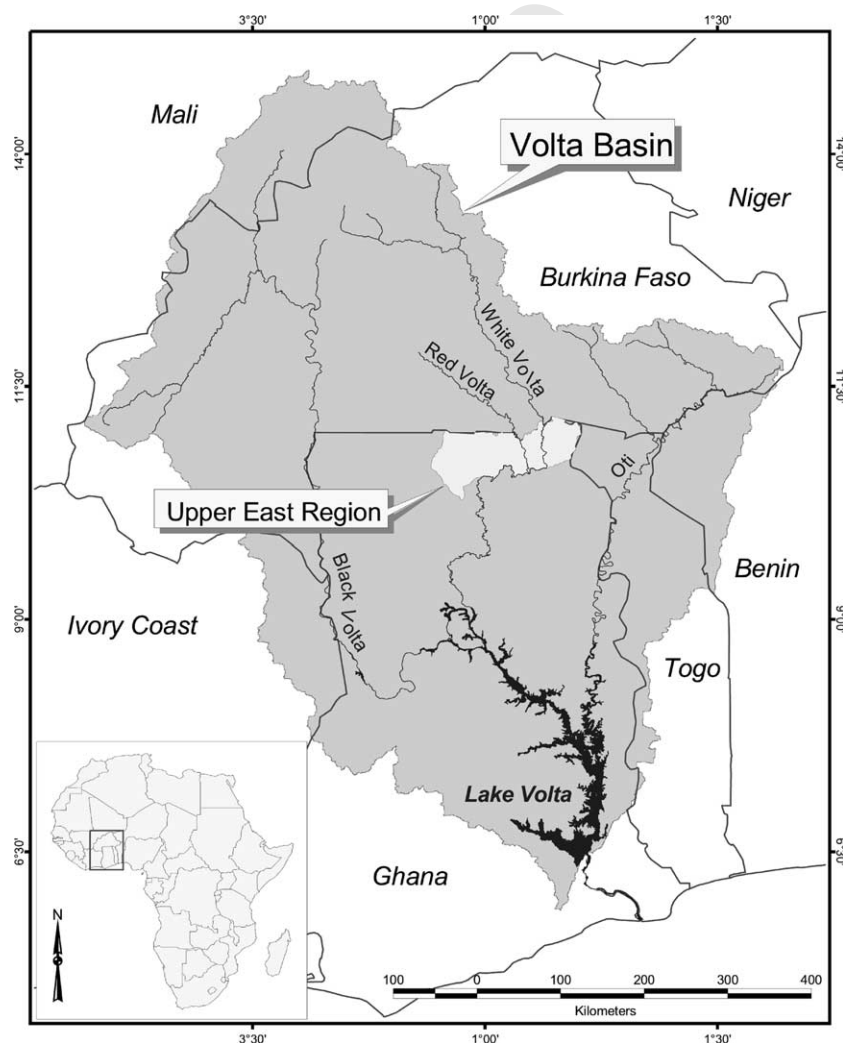 3°30' 1°00' 1°30'
Mali
14°00' 14°00'
Volta Basin
Niger
Burkina Faso
White Volta
Red Volta
11°30' 11°30'
Oti
Upper East Region
Black Volta
Benin
Ivory Coast
9°00' 9°00'
Togo
Lake Volta
6°30' 6°30'
Ghana
N
100 0 100 200 300 400
Kilometers
3°30' 1°00' 1°30'